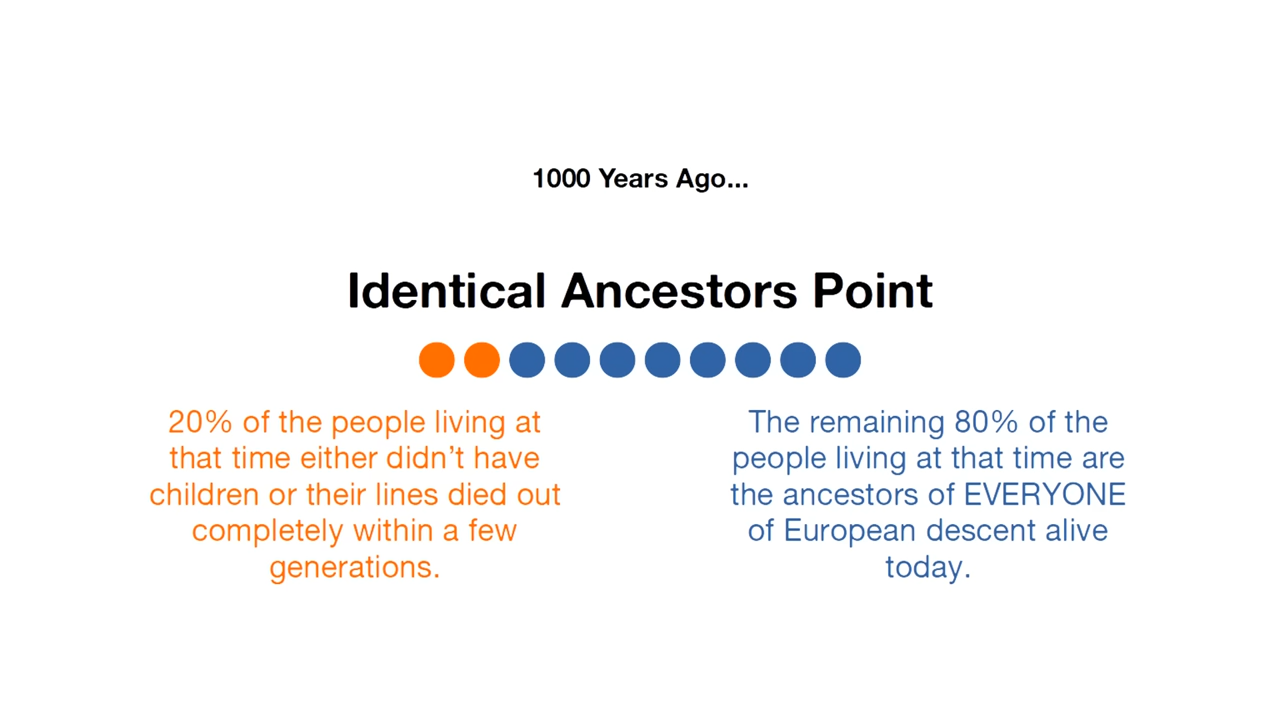 1000 Years Ago...
Identical Ancestors Point
20% of the people living at
that time either didn't have
children or their lines died out
completely within a few
generations.
The remaining 80% of the
people living at that time are
the ancestors of EVERYONE
of European descent alive
today.